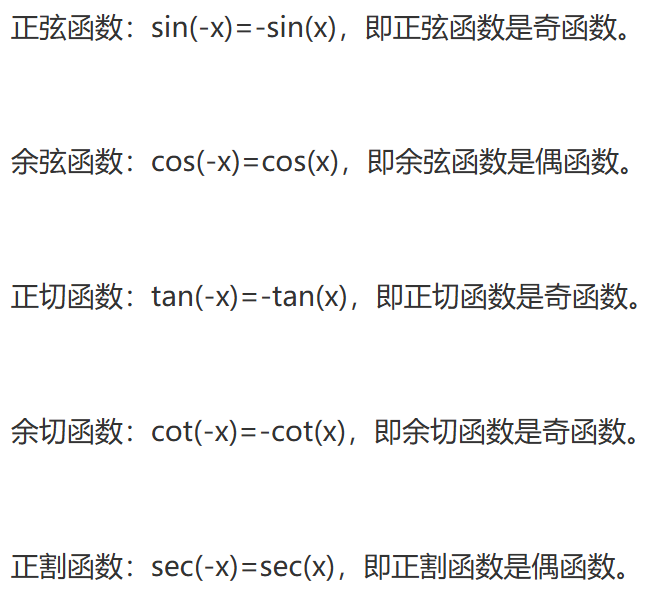 正弦函数：sin(-x)=-sin(x)，即正弦函数是奇函数。
余弦函数：cos(-x)=cos(x)，即余弦函数是偶函数。
正切函数：tan(-x)=-tan(x)，即正切函数是奇函数。
余切函数：cot(-x)=-cot(x)，即余切函数是奇函数。
正割函数：sec(-x)=sec(x)，即正割函数是偶函数。